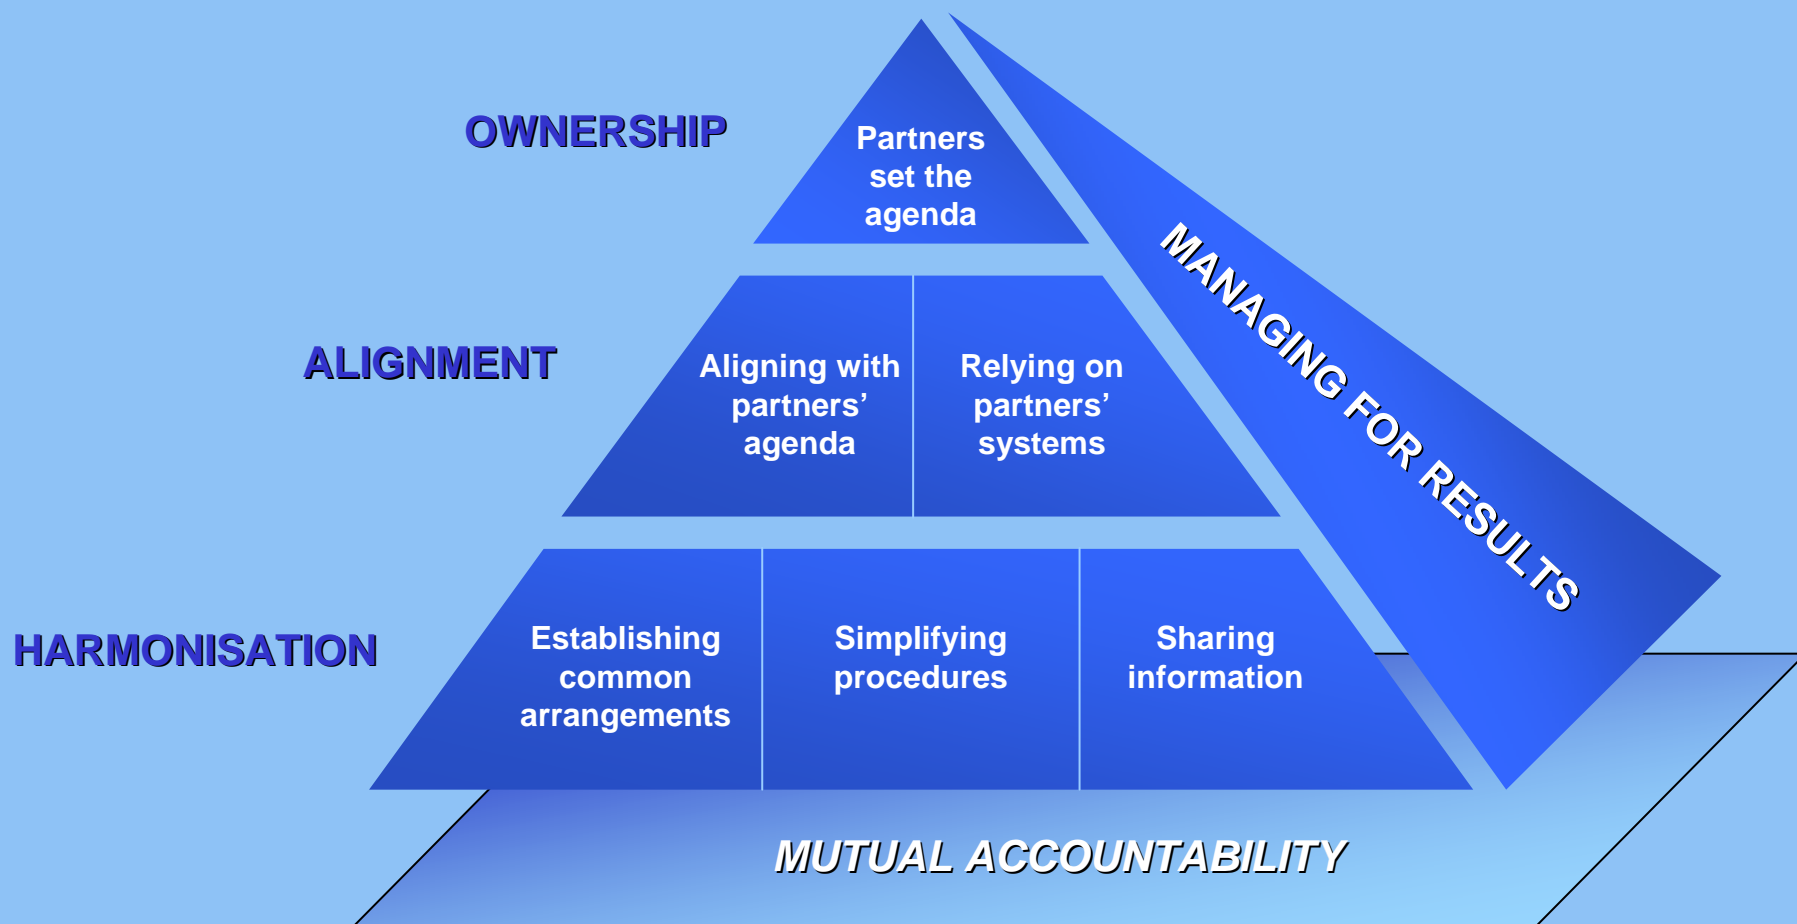 OWNERSHIP
Partners
set the
agenda
ALIGNMENT
Aligning with
partners’
agenda
Relying on
partners’
systems
HARMONISATION
Establishing
common
arrangements
Simplifying
procedures
Sharing
information
MANAGING FOR RESULTS
MUTUAL ACCOUNTABILITY